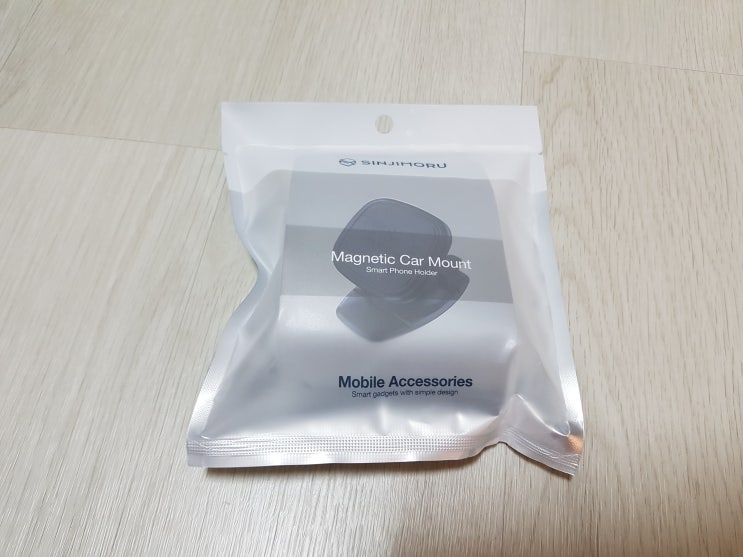 SINJIMORU
Magnetic Car Mount
Smart Phone Holder
Mobile Accessories
Smart gadgets with simple design